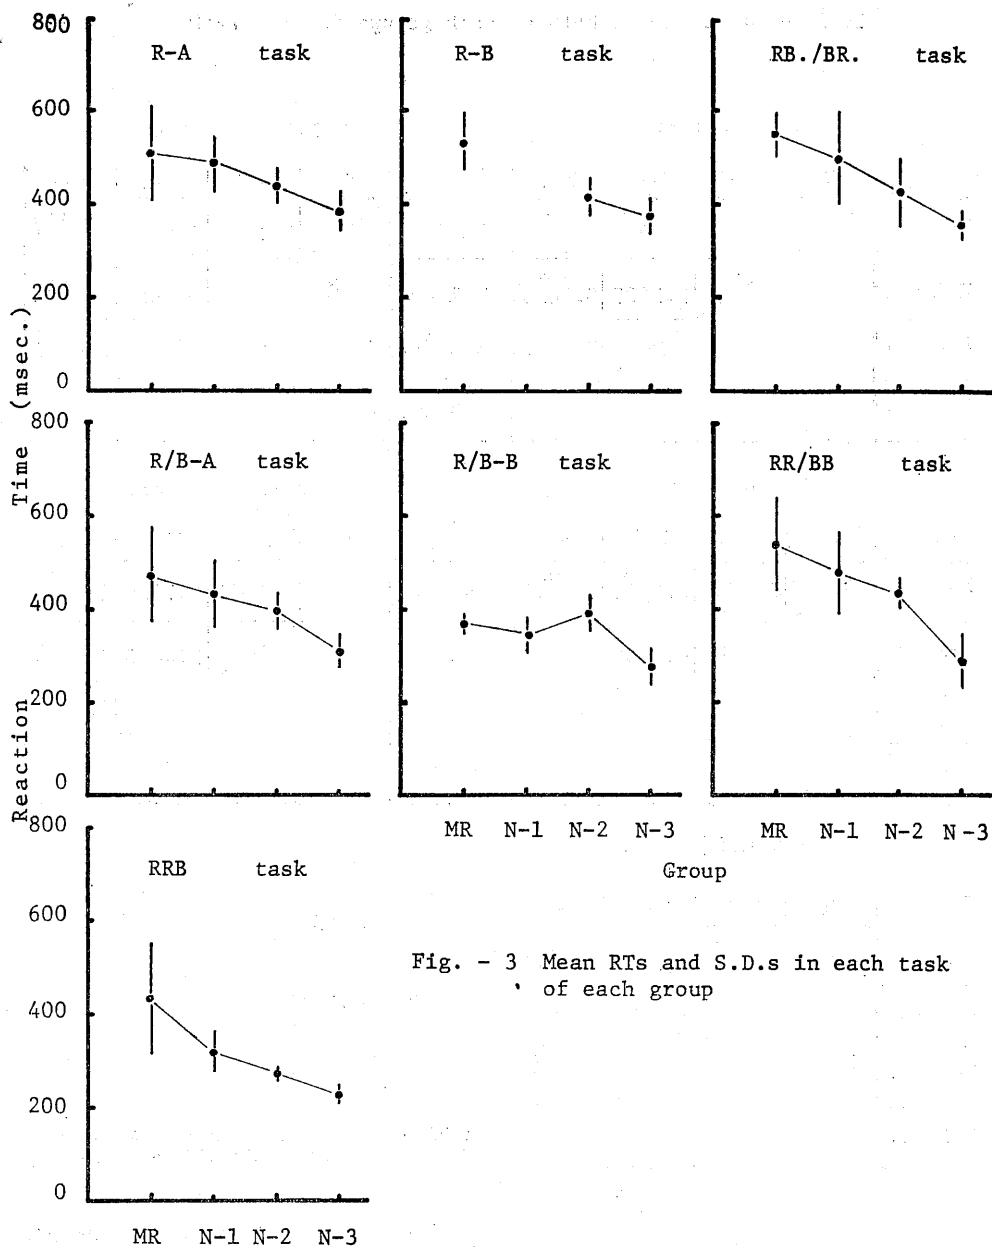 800
R-A task
R-B task
RB./BR. task
600
400
200
0
Reaction Time (msec.)
800
R/B-A task
R/B-B task
RR/BB task
600
400
200
0
MR N-1 N-2 N-3
MR N-1 N-2 N-3
Group
800
RRB task
600
400
200
0
MR N-1 N-2 N-3
Fig. - 3 Mean RTs and S.D.s in each task
of each group